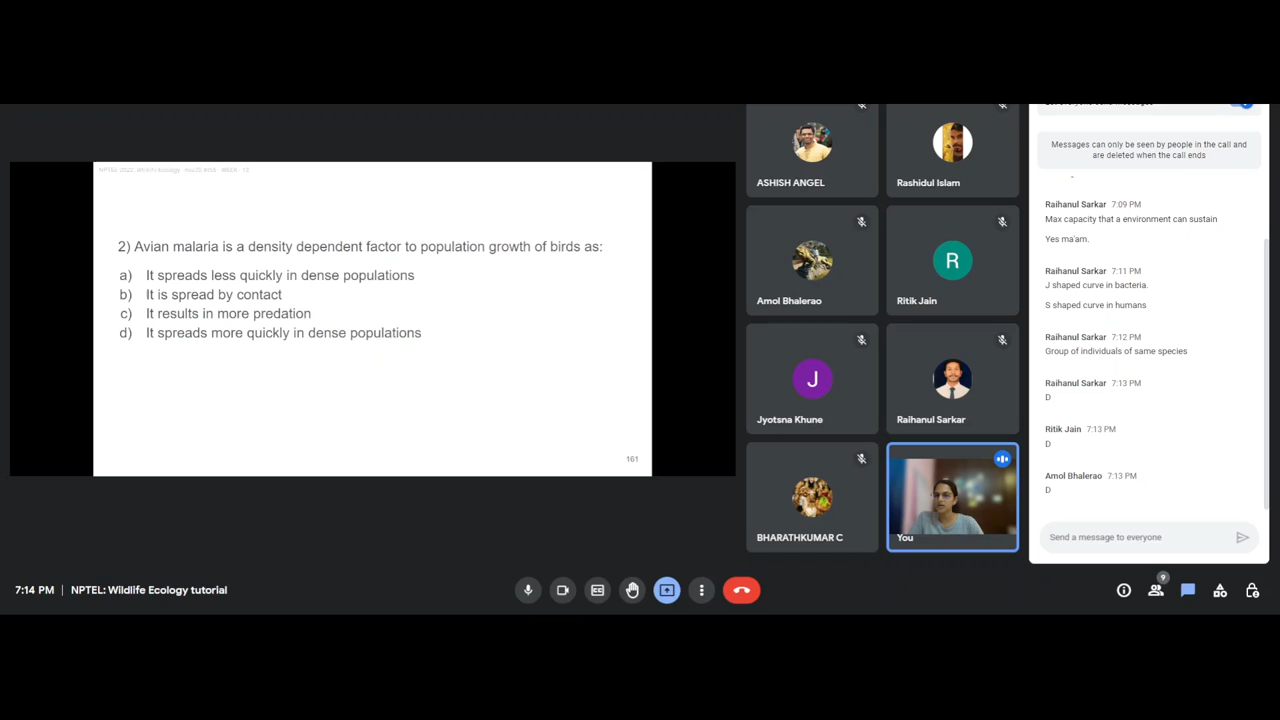 Messages can only be seen by people in the call and
are deleted when the call ends
Raihanul Sarkar 7:09 PM
Max capacity that a environment can sustain
Yes ma'am.
Raihanul Sarkar 7:11 PM
J shaped curve in bacteria.
S shaped curve in humans
Raihanul Sarkar 7:12 PM
Group of individuals of same species
Raihanul Sarkar 7:13 PM
D
Ritik Jain 7:13 PM
D
Amol Bhalerao 7:13 PM
D
Send a message to everyone
2) Avian malaria is a density dependent factor to population growth of birds as:
a) It spreads less quickly in dense populations
b) It is spread by contact
c) It results in more predation
d) It spreads more quickly in dense populations
161
ASHISH ANGEL
Rashidul Islam
Amol Bhalerao
R
Ritik Jain
J
Jyotsna Khune
Raihanul Sarkar
BHARATHKUMAR C
You
7:14 PM | NPTEL: Wildlife Ecology tutorial
9